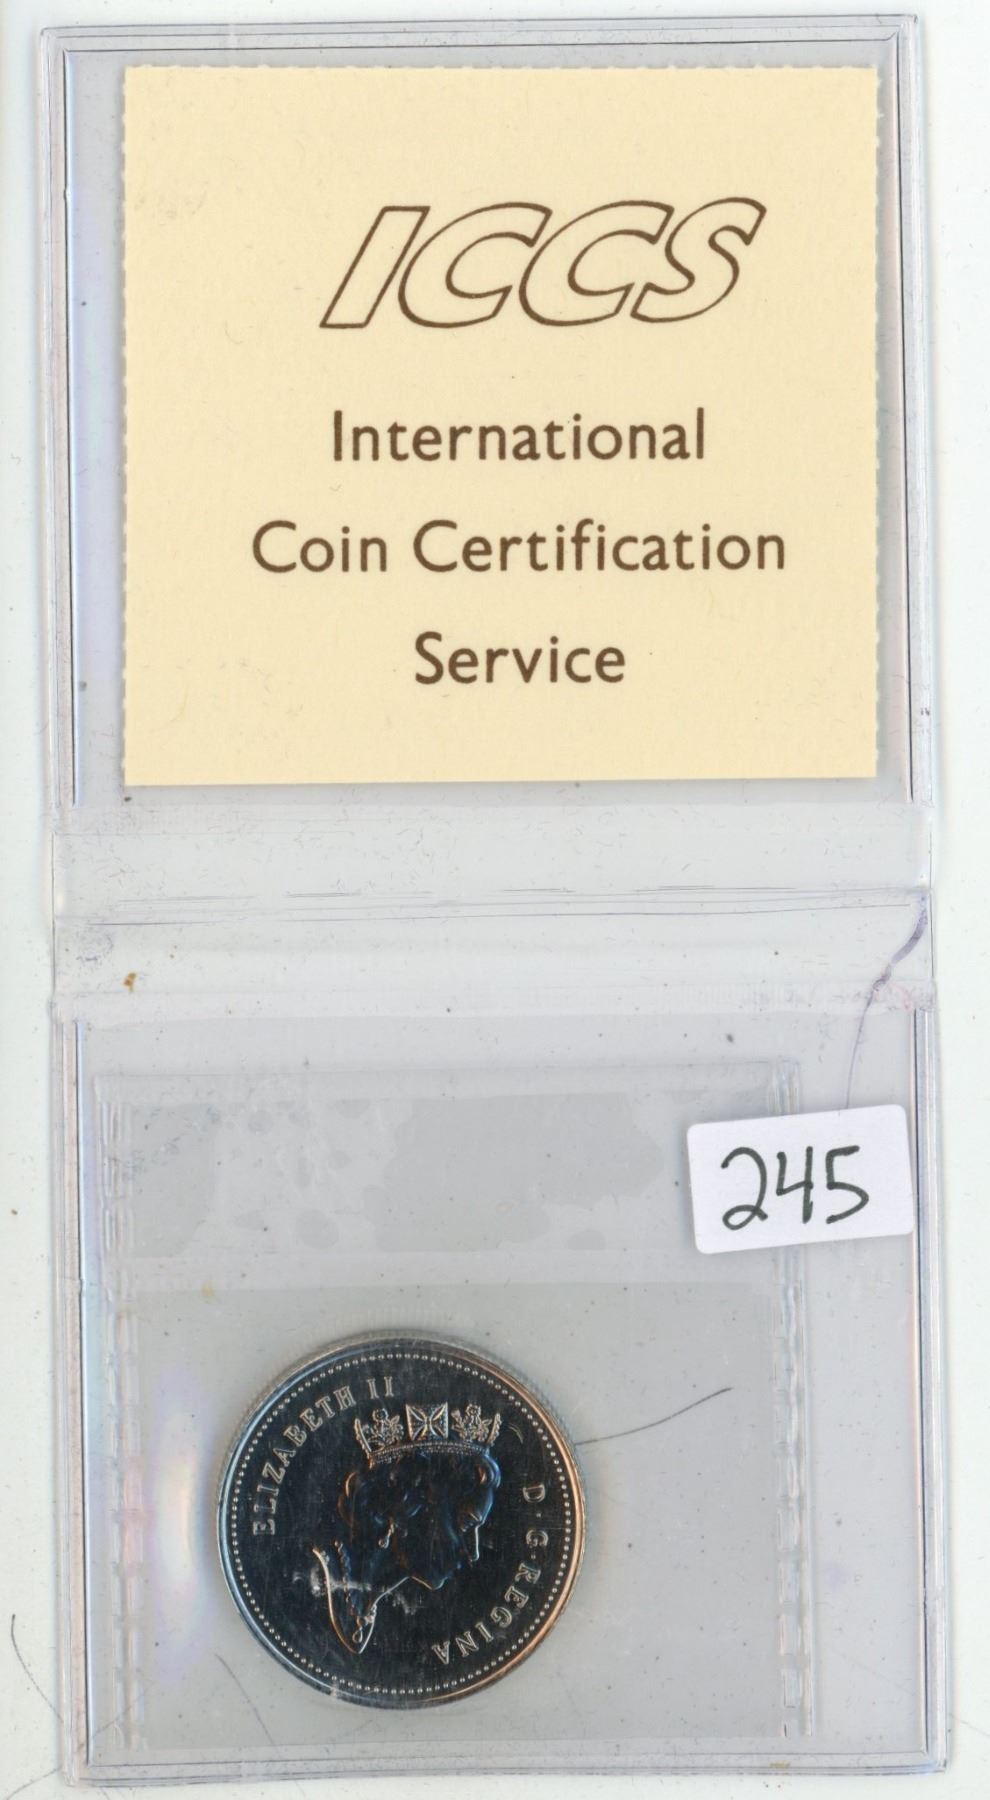 ICCS
International
Coin Certification
Service
245
ELIZABETH II
D·G·REGINA